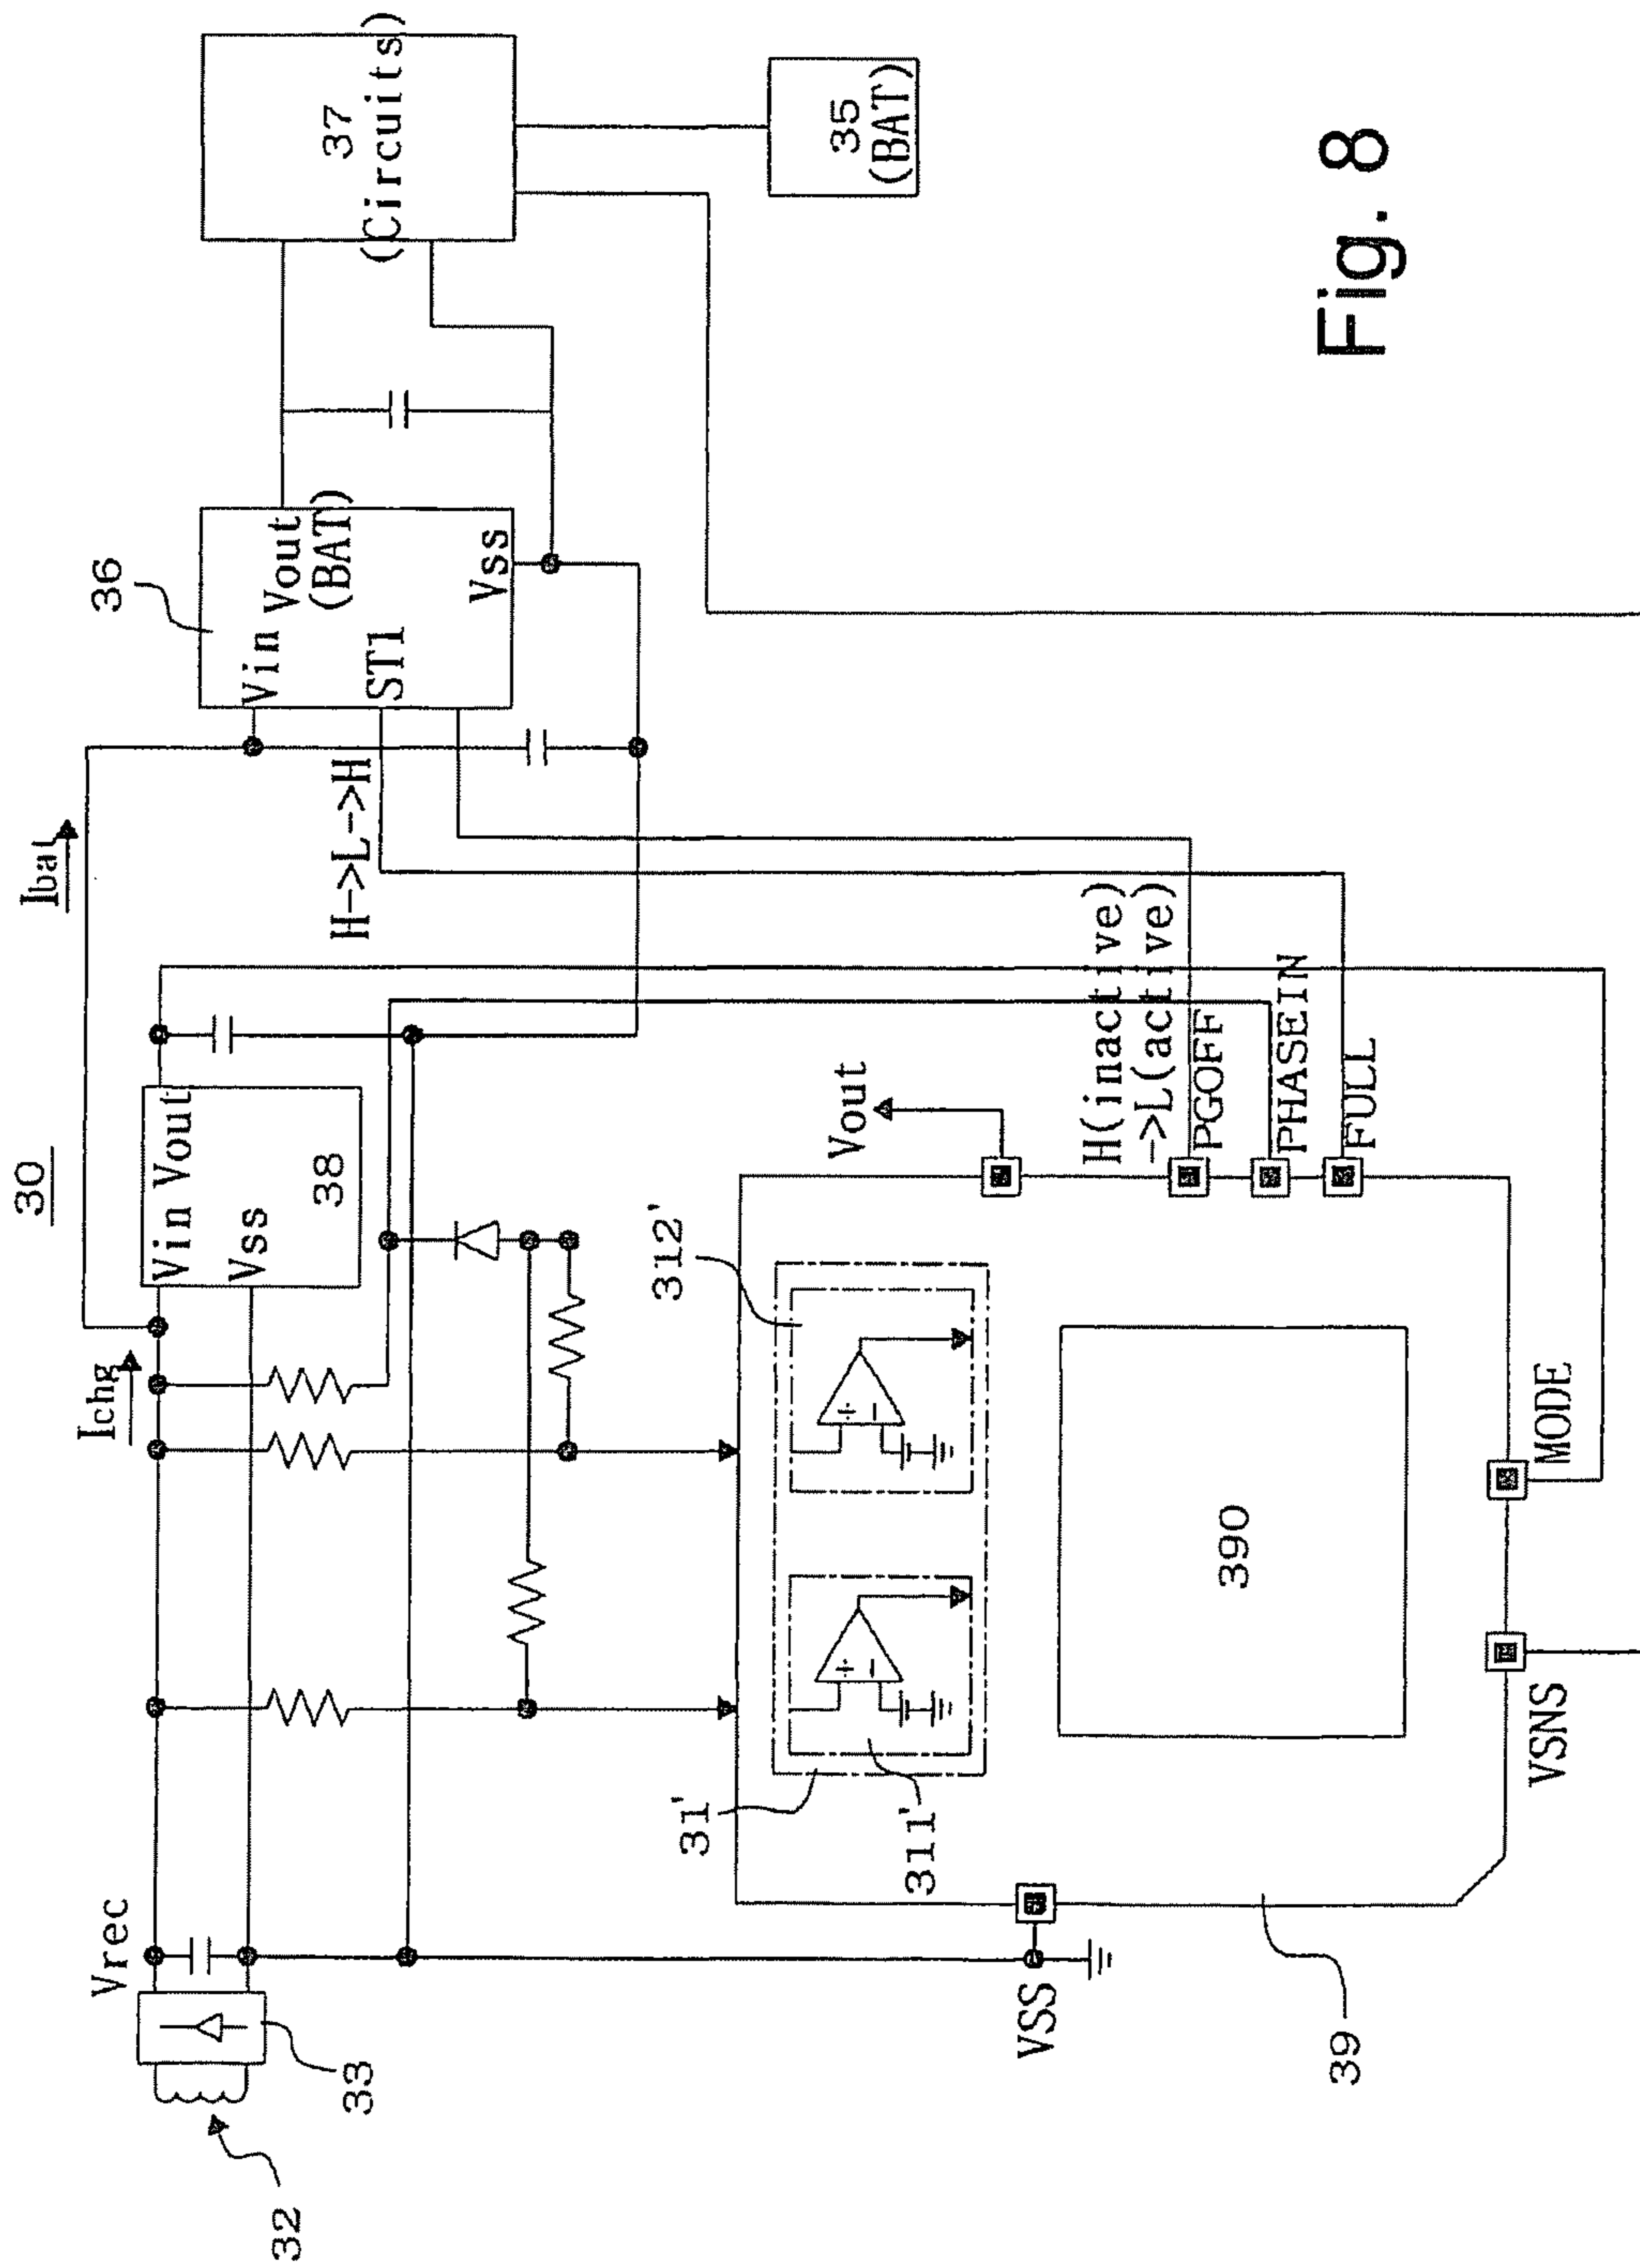 30
Ibat
36
Ichg
Vrec
Vin Vout
Vss
38
Vin
Vout
(BAT)
ST1
Vss
37
(Circuits)
35
(BAT)
H->L->H
32
33
31'
311'
312'
Vout
H(inactive)
->L(active)
PGOFF
PHASEIN
FULL
VSS
390
39
VSNS
MODE
Fig. 8